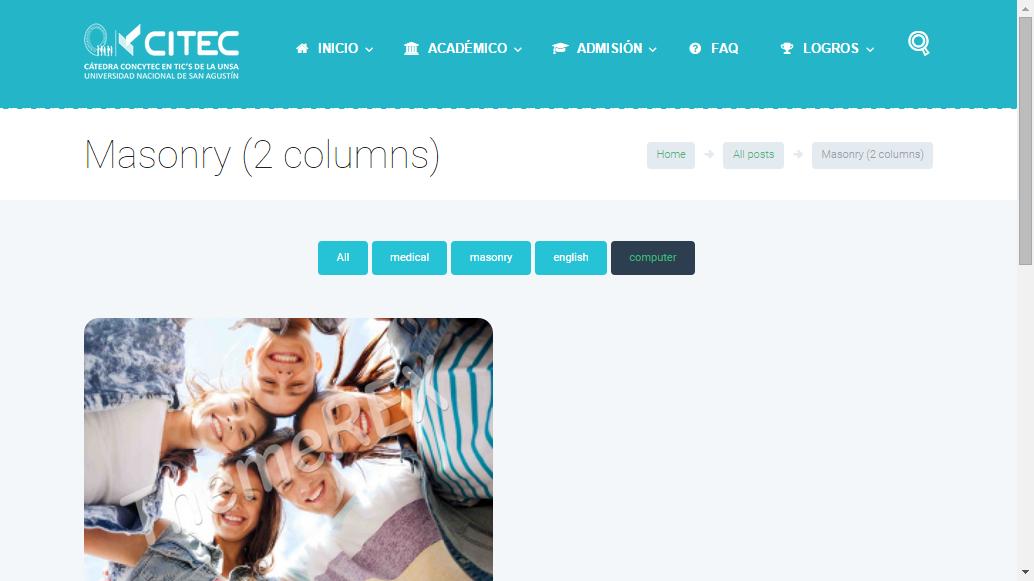 CITEC
CÁTEDRA CONCYTEC EN TIC'S DE LA UNSA
UNIVERSIDAD NACIONAL DE SAN AGUSTÍN
INICIO
ACADÉMICO
ADMISIÓN
FAQ
LOGROS
Masonry (2 columns)
Home
All posts
Masonry (2 columns)
All
medical
masonry
english
computer
ThemeREX